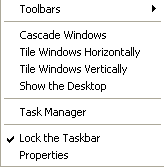 Toolbars
Cascade Windows
Tile Windows Horizontally
Tile Windows Vertically
Show the Desktop
Task Manager
Lock the Taskbar
Properties